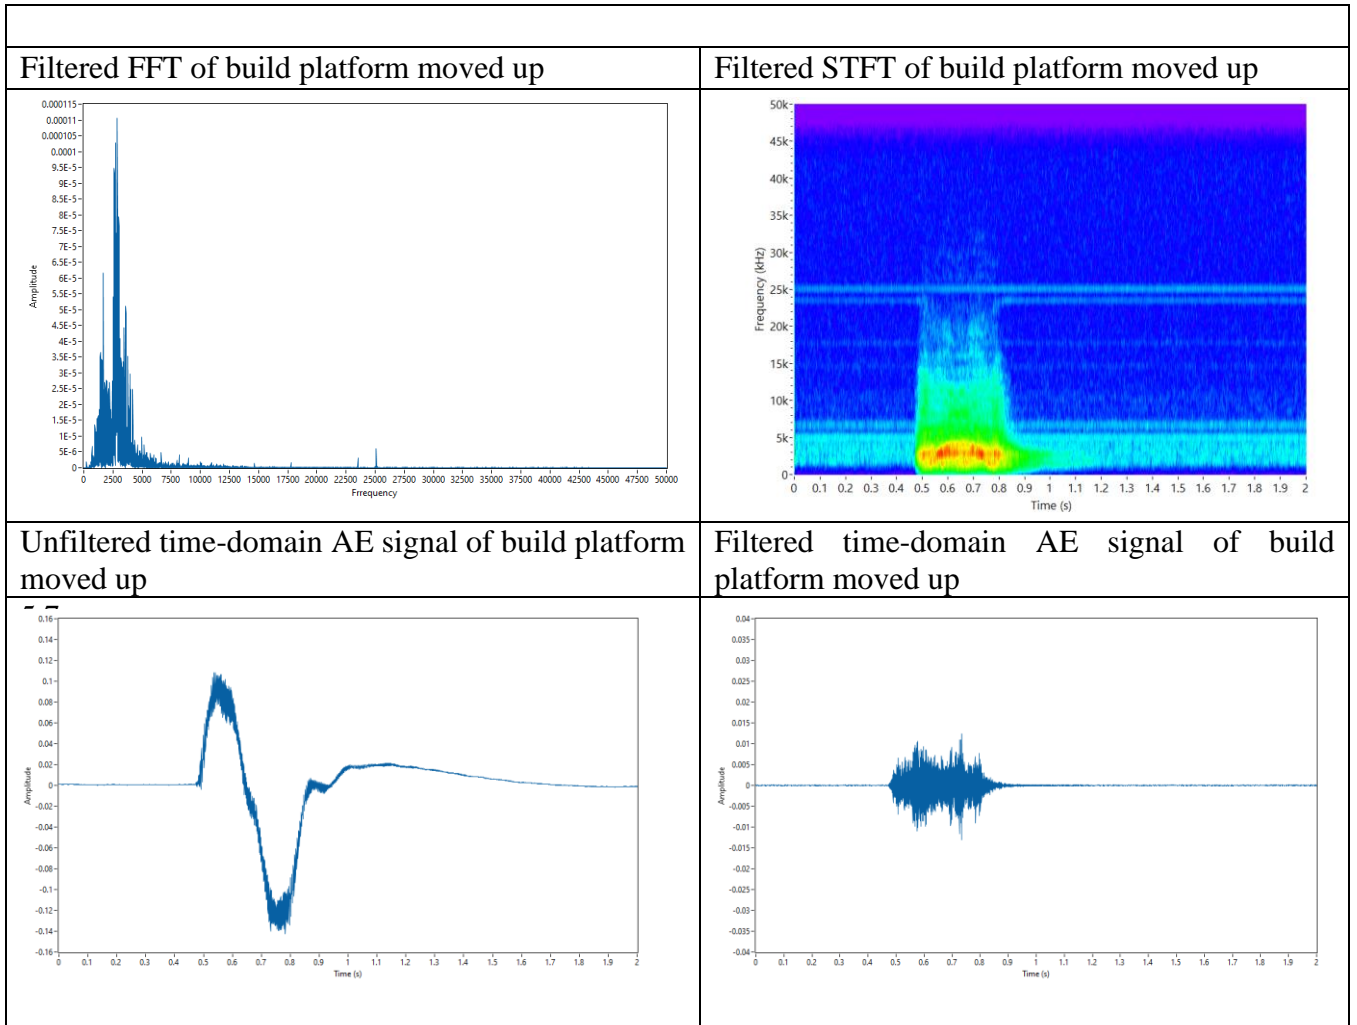 Filtered FFT of build platform moved up
Filtered STFT of build platform moved up
0.000115
0.00011
0.000105
0.0001
9.5E-5
9E-5
8.5E-5
8E-5
7.5E-5
7E-5
6.5E-5
6E-5
5.5E-5
5E-5
4.5E-5
4E-5
3.5E-5
3E-5
2.5E-5
2E-5
1.5E-5
1E-5
5E-6
0
Amplitude
0 2500 5000 7500 10000 12500 15000 17500 20000 22500 25000 27500 30000 32500 35000 37500 40000 42500 45000 47500 50000
Frrequency
50k
45k
40k
35k
30k
25k
20k
15k
10k
5k
0
Frequency (kHz)
0 0.1 0.2 0.3 0.4 0.5 0.6 0.7 0.8 0.9 1 1.1 1.2 1.3 1.4 1.5 1.6 1.7 1.8 1.9 2
Time (s)
Unfiltered time-domain AE signal of build platform
moved up
Filtered time-domain AE signal of build
platform moved up
0.16
0.14
0.12
0.1
0.08
0.06
0.04
0.02
0
-0.02
-0.04
-0.06
-0.08
-0.1
-0.12
-0.14
-0.16
Amplitude
0 0.1 0.2 0.3 0.4 0.5 0.6 0.7 0.8 0.9 1 1.1 1.2 1.3 1.4 1.5 1.6 1.7 1.8 1.9 2
Time (s)
0.04
0.035
0.03
0.025
0.02
0.015
0.01
0.005
0
-0.005
-0.01
-0.015
-0.02
-0.025
-0.03
-0.035
-0.04
Amplitude
0 0.1 0.2 0.3 0.4 0.5 0.6 0.7 0.8 0.9 1 1.1 1.2 1.3 1.4 1.5 1.6 1.7 1.8 1.9 2
Time (s)